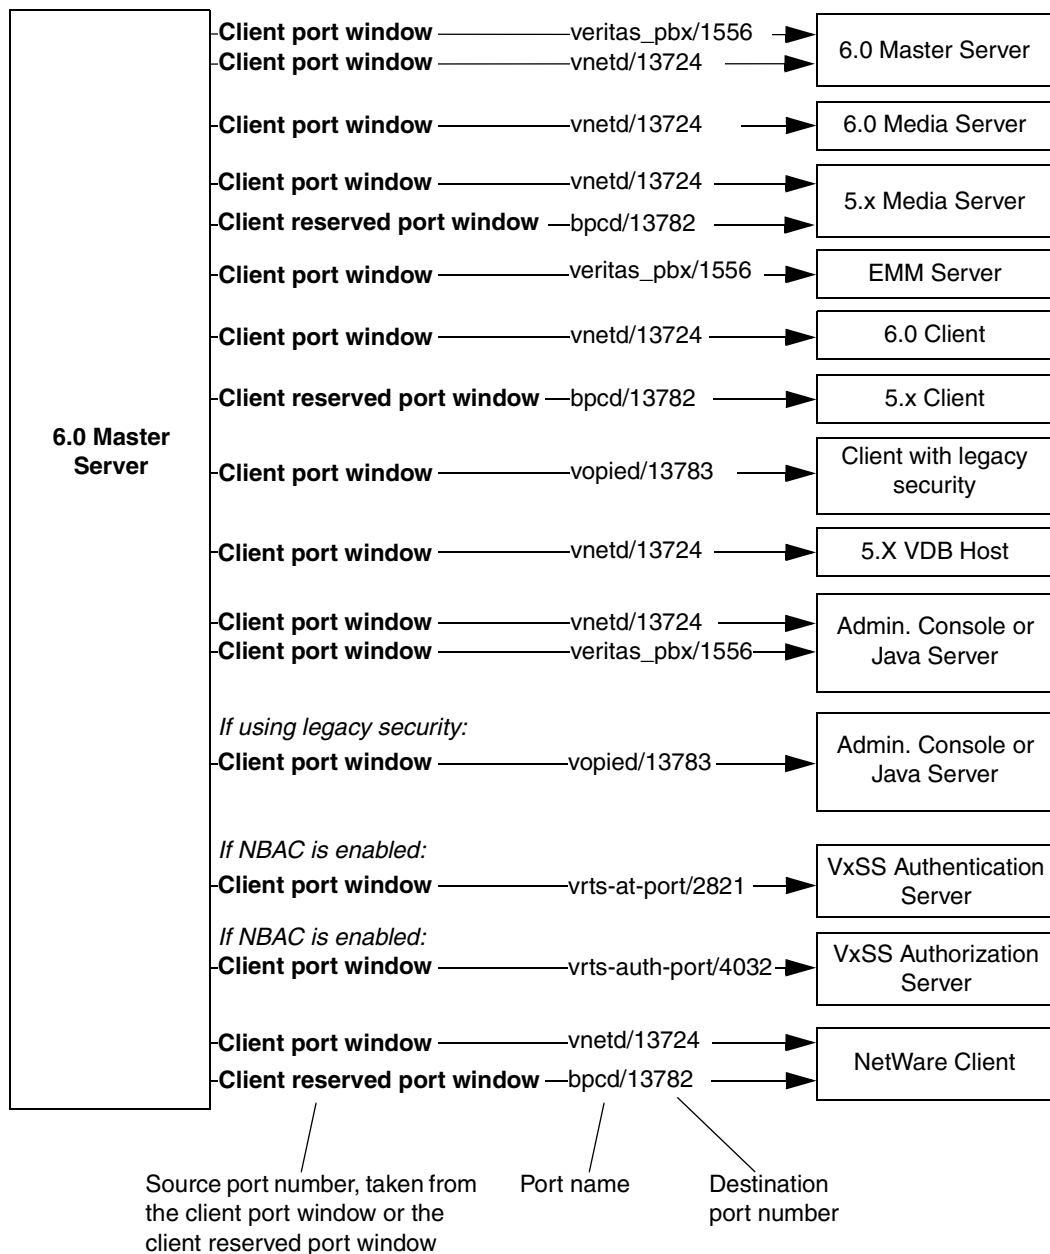 Client port window veritas_pbx/1556
Client port window vnetd/13724
6.0 Master Server
Client port window vnetd/13724
6.0 Media Server
Client port window vnetd/13724
Client reserved port window bpcd/13782
5.x Media Server
Client port window veritas_pbx/1556
EMM Server
Client port window vnetd/13724
6.0 Client
Client reserved port window bpcd/13782
5.x Client
6.0 Master
Server
Client port window vopied/13783
Client with legacy
security
Client port window vnetd/13724
5.X VDB Host
Client port window vnetd/13724
Client port window veritas_pbx/1556
Admin. Console or
Java Server
If using legacy security:
Client port window vopied/13783
Admin. Console or
Java Server
If NBAC is enabled:
Client port window vrts-at-port/2821
VxSS Authentication
Server
If NBAC is enabled:
Client port window vrts-auth-port/4032
VxSS Authorization
Server
Client port window vnetd/13724
Client reserved port window bpcd/13782
NetWare Client
Source port number, taken from
the client port window or the
client reserved port window
Port name
Destination
port number